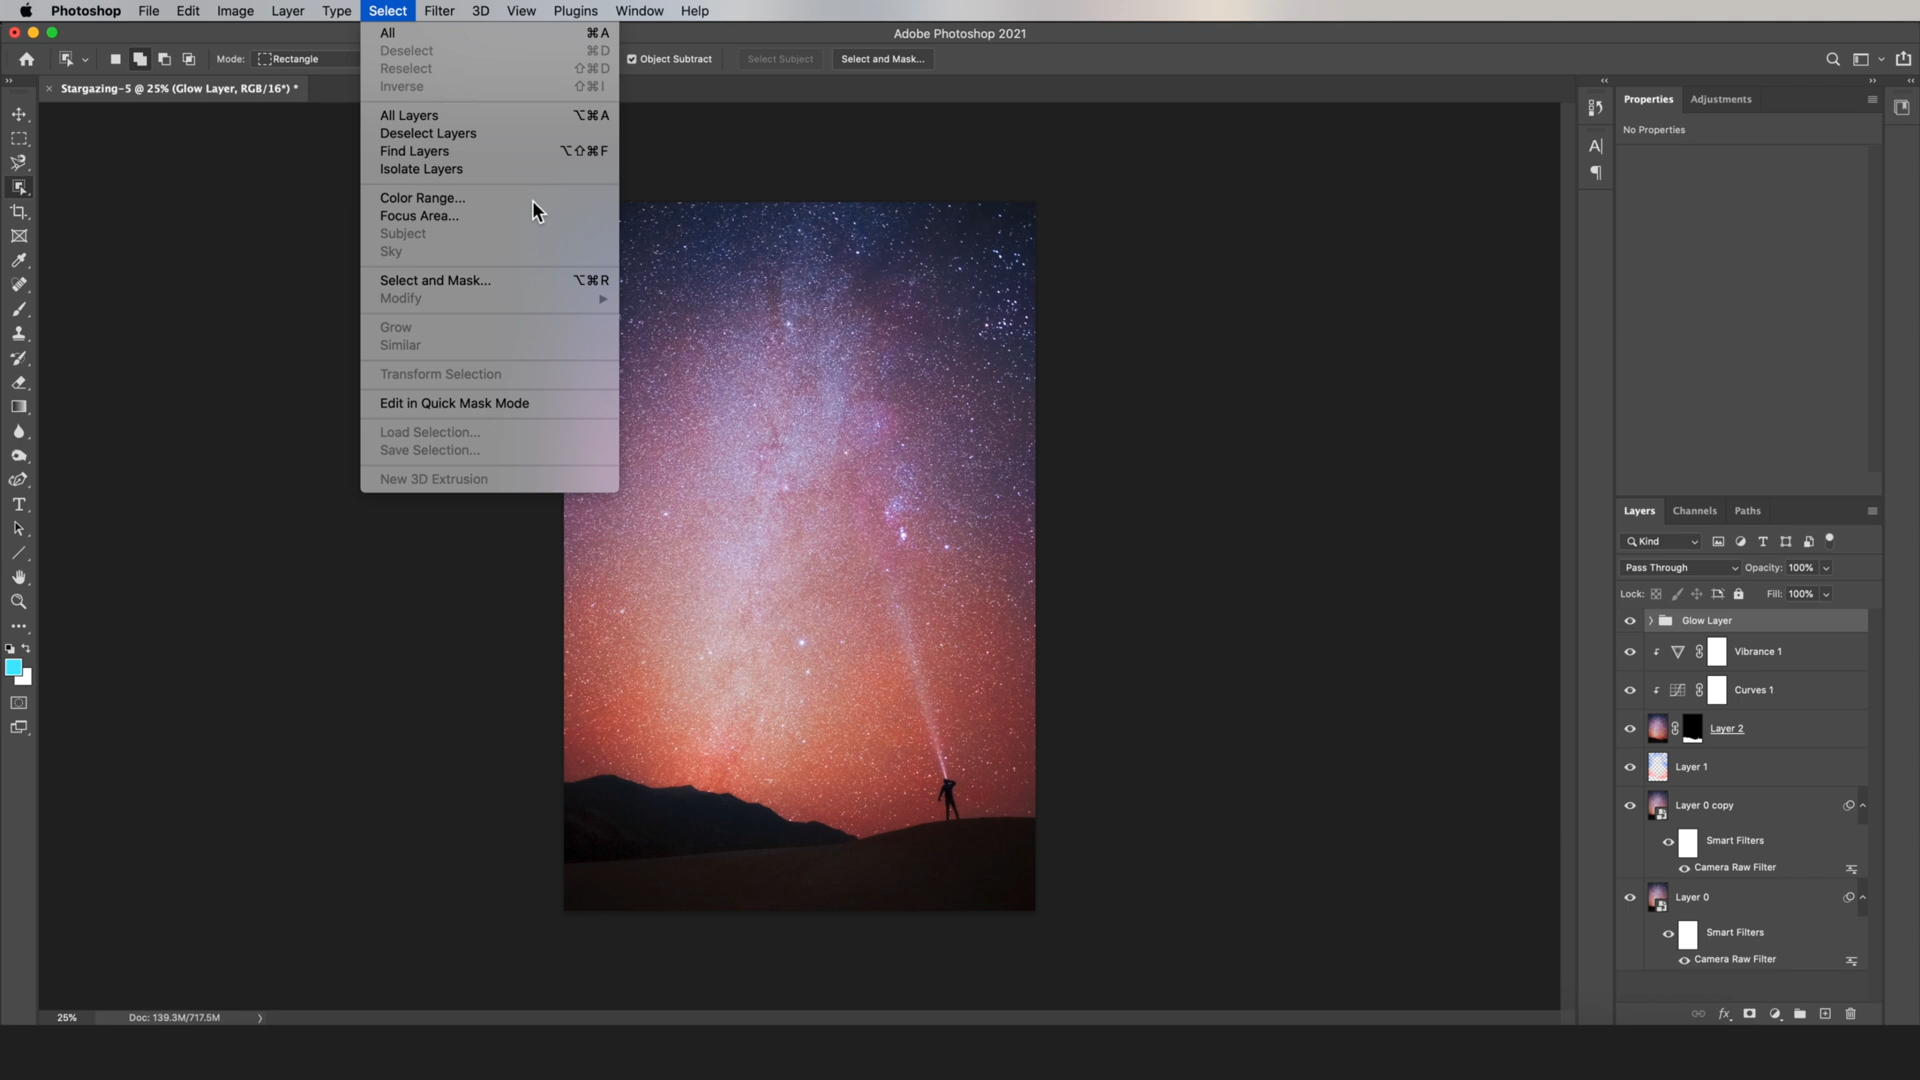 Photoshop File Edit Image Layer Type Select Filter 3D View Plugins Window Help
Adobe Photoshop 2021
Mode: Rectangle Object Subtract Select Subject Select and Mask...
Stargazing-5 @ 25% (Glow Layer, RGB/16*) *
All ⌘A
Deselect ⌘D
Reselect ⇧⌘D
Inverse ⇧⌘I
All Layers ⌥⌘A
Deselect Layers
Find Layers ⌥⇧⌘F
Isolate Layers
Color Range...
Focus Area...
Subject
Sky
Select and Mask... ⌥⌘R
Modify
Grow
Similar
Transform Selection
Edit in Quick Mask Mode
Load Selection...
Save Selection...
New 3D Extrusion
Properties Adjustments
No Properties
Layers Channels Paths
Kind
Pass Through Opacity: 100%
Lock: Fill: 100%
Glow Layer
Vibrance 1
Curves 1
Layer 2
Layer 1
Layer 0 copy
Smart Filters
Camera Raw Filter
Layer 0
Smart Filters
Camera Raw Filter
fx
25% Doc: 139.3M/717.5M